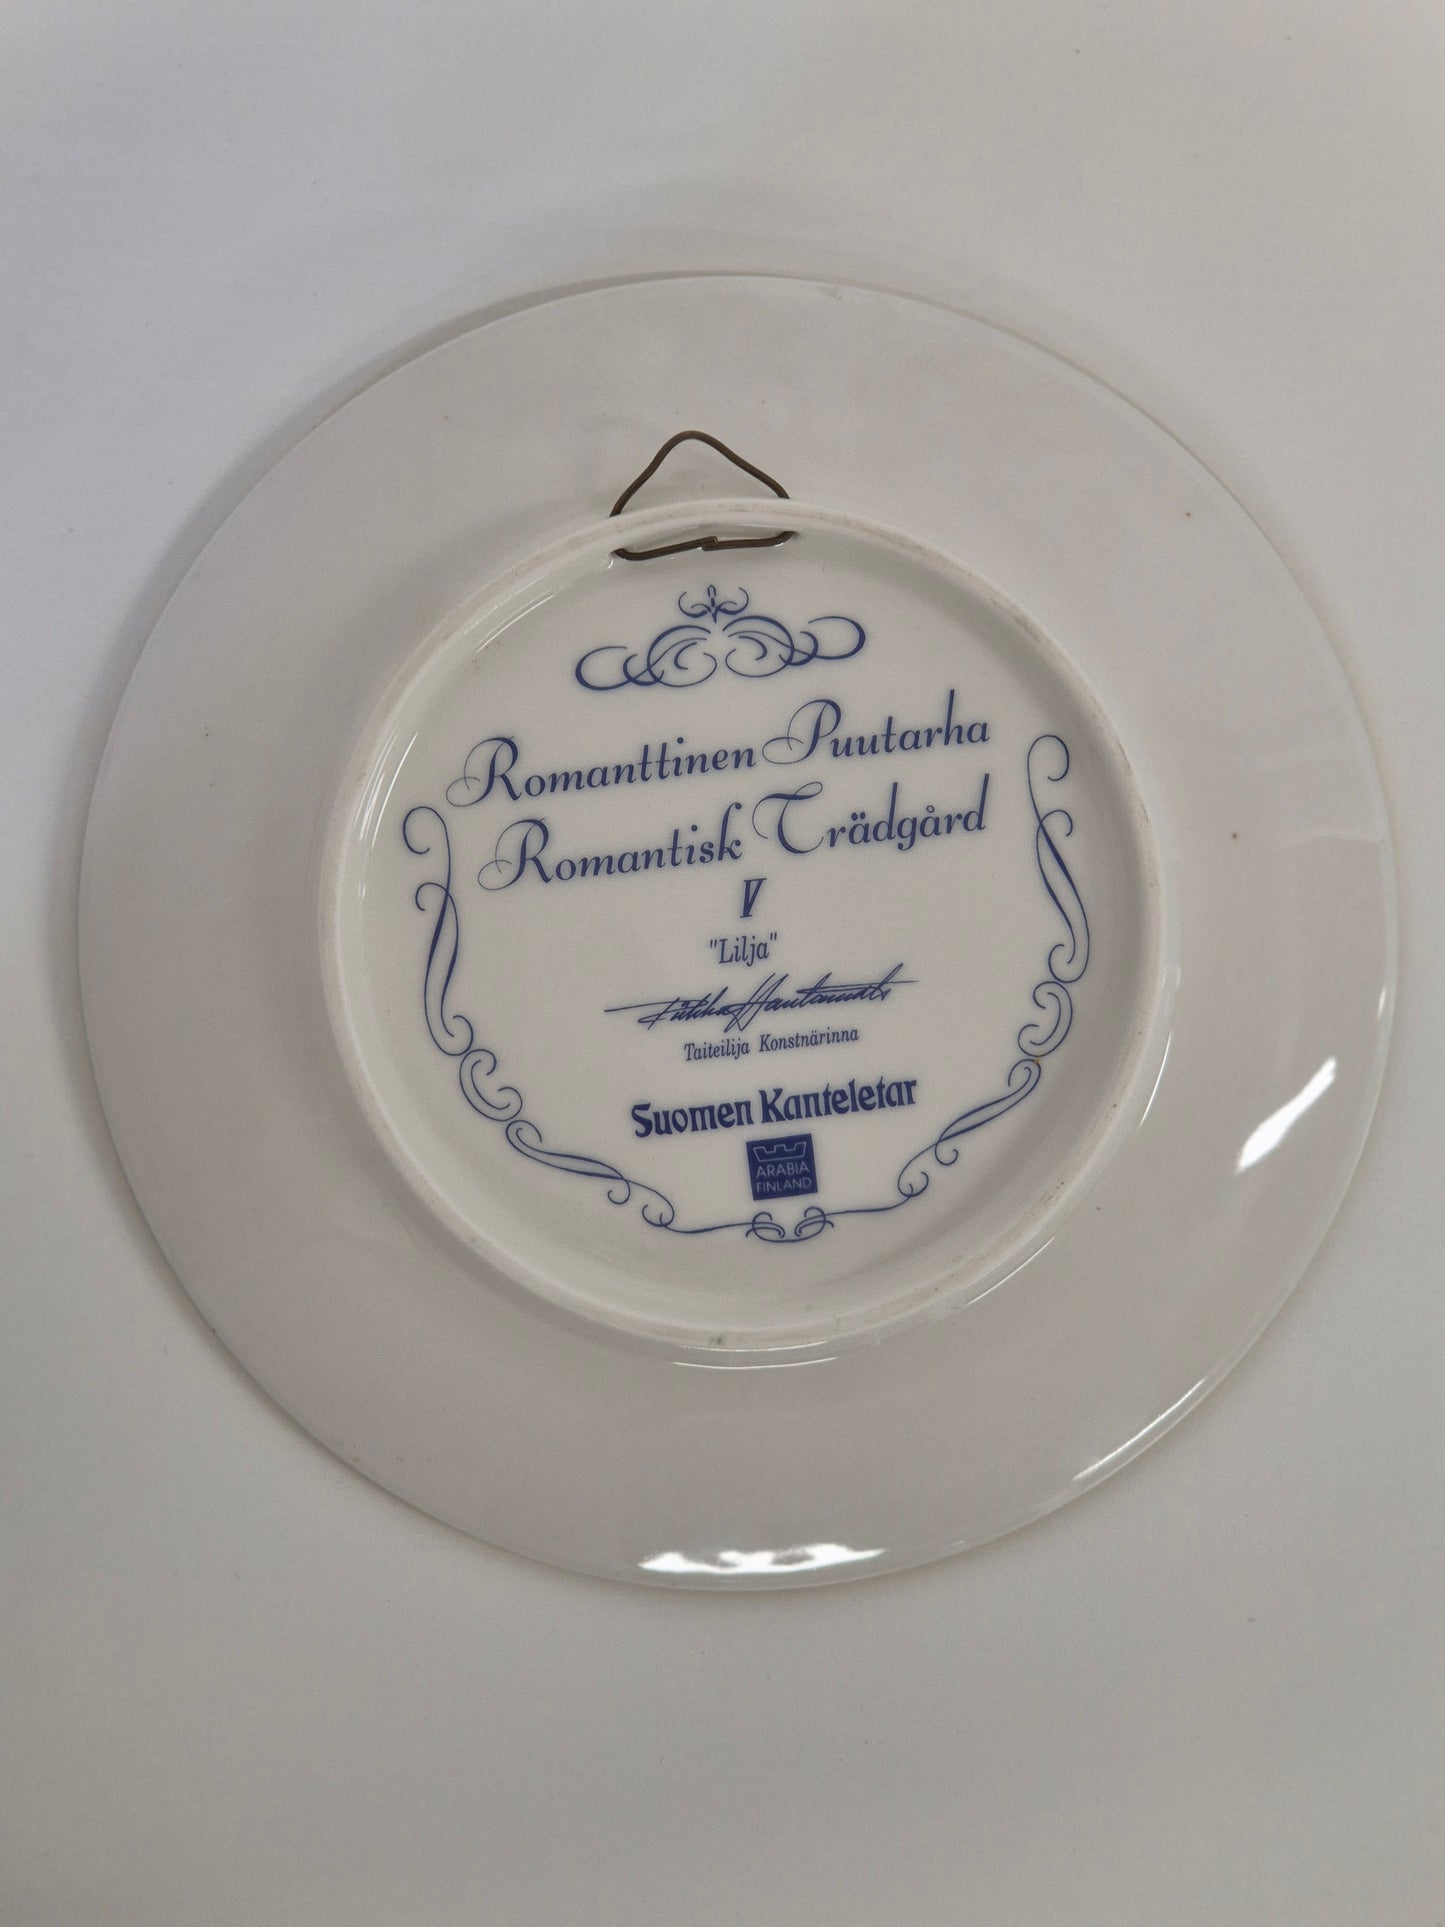 Romanttinen Puutarha
Romantisk Trädgård
V
"Lilja"
Taiteilija Konstnärinna
Suomen Kanteletar
ARABIA
FINLAND